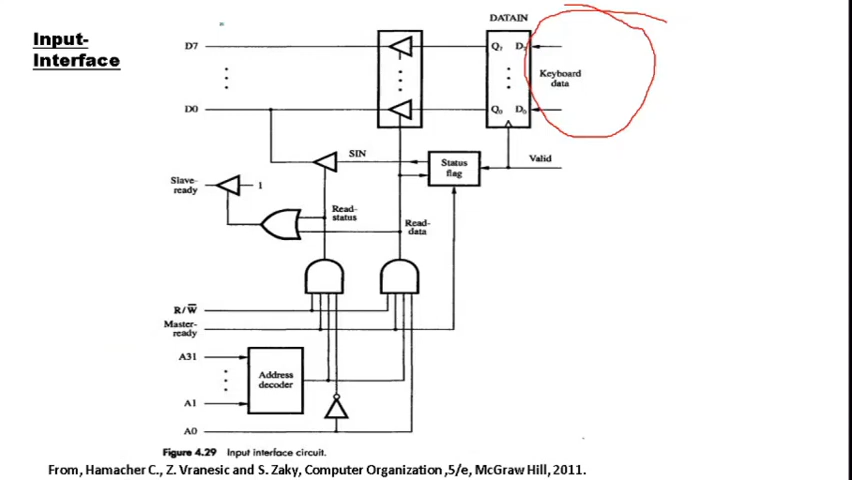 Input-
Interface
DATAIN
D7
Q7 D7
Keyboard
data
D0
Q0 D0
SIN
Status
flag
Valid
Slave-
ready
1
Read-
status
Read-
data
R/W̅
Master-
ready
A31
Address
decoder
A1
A0
Figure 4.29 Input interface circuit.
From, Hamacher C., Z. Vranesic and S. Zaky, Computer Organization ,5/e, McGraw Hill, 2011.